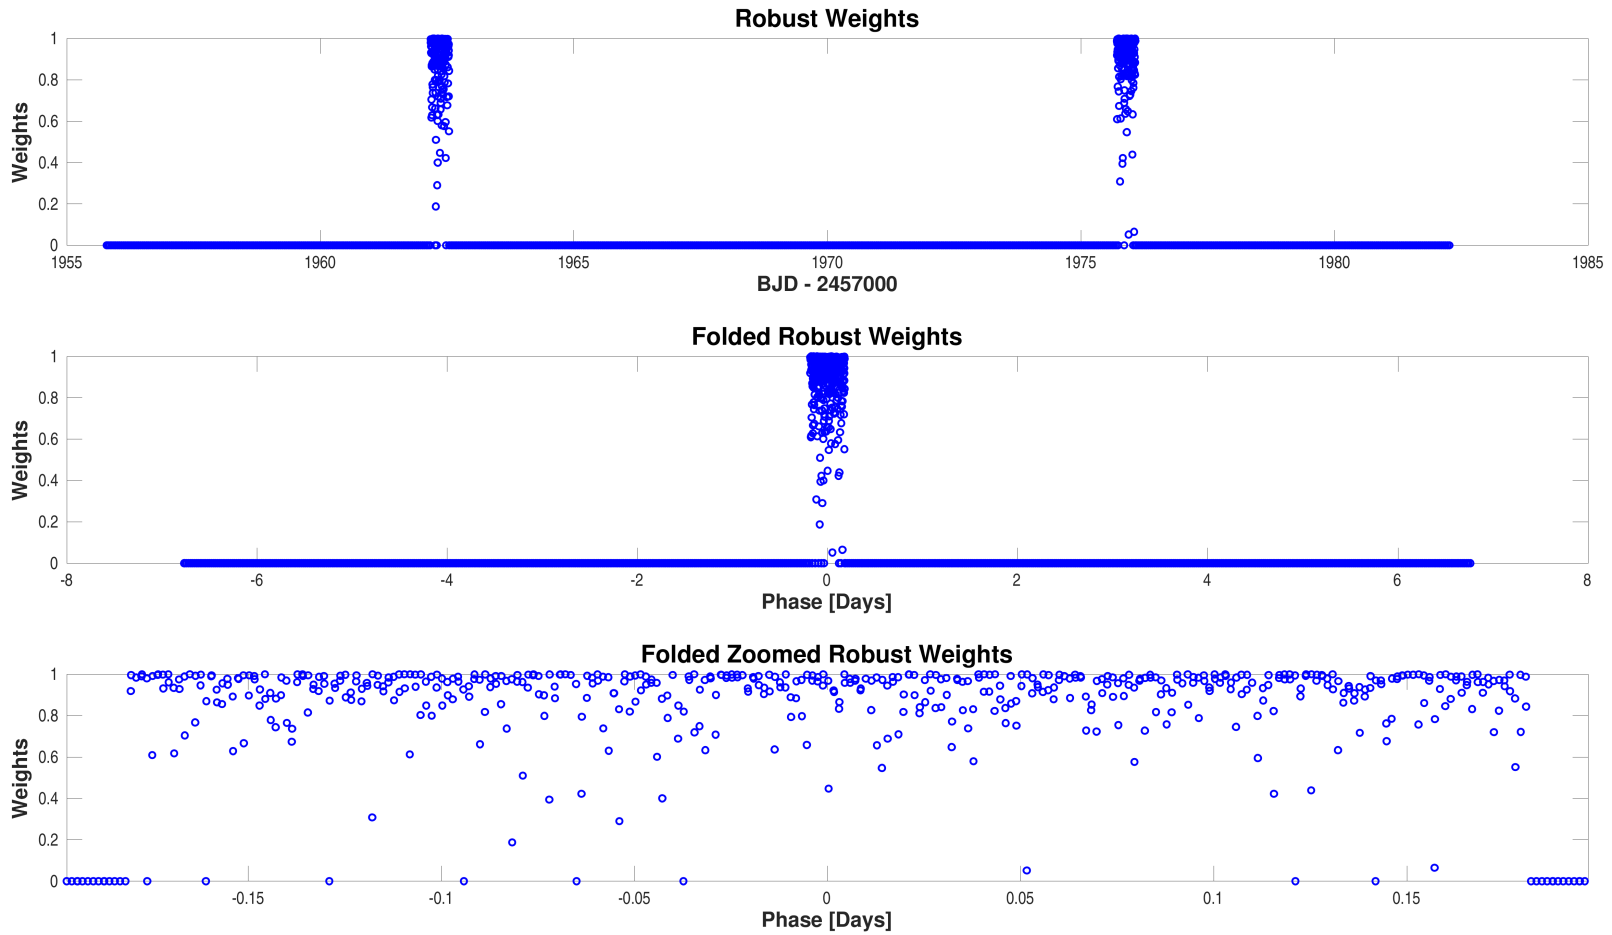 Robust Weights
Weights
1
0.8
0.6
0.4
0.2
0
1955 1960 1965 1970 1975 1980 1985
BJD - 2457000
Folded Robust Weights
Weights
1
0.8
0.6
0.4
0.2
0
-8 -6 -4 -2 0 2 4 6 8
Phase [Days]
Folded Zoomed Robust Weights
Weights
1
0.8
0.6
0.4
0.2
0
-0.15 -0.1 -0.05 0 0.05 0.1 0.15
Phase [Days]